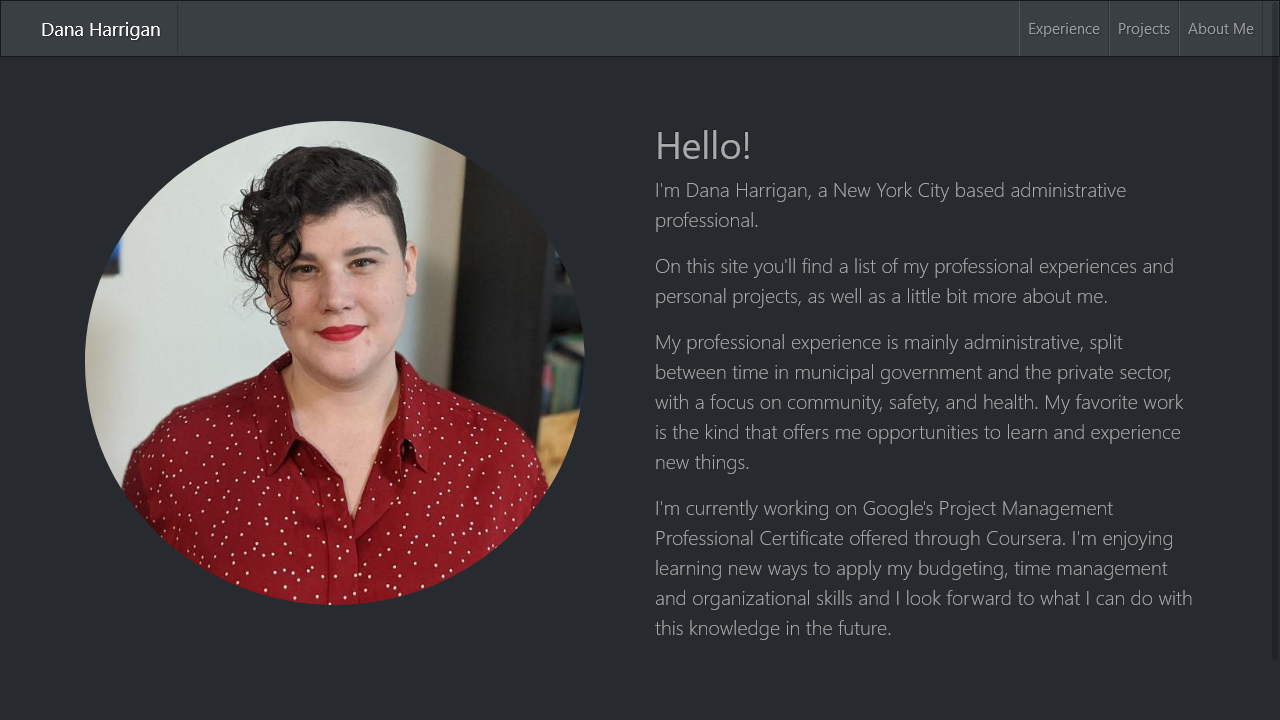 Dana Harrigan
Experience
Projects
About Me
Hello!
I'm Dana Harrigan, a New York City based administrative
professional.
On this site you'll find a list of my professional experiences and
personal projects, as well as a little bit more about me.
My professional experience is mainly administrative, split
between time in municipal government and the private sector,
with a focus on community, safety, and health. My favorite work
is the kind that offers me opportunities to learn and experience
new things.
I'm currently working on Google's Project Management
Professional Certificate offered through Coursera. I'm enjoying
learning new ways to apply my budgeting, time management
and organizational skills and I look forward to what I can do with
this knowledge in the future.